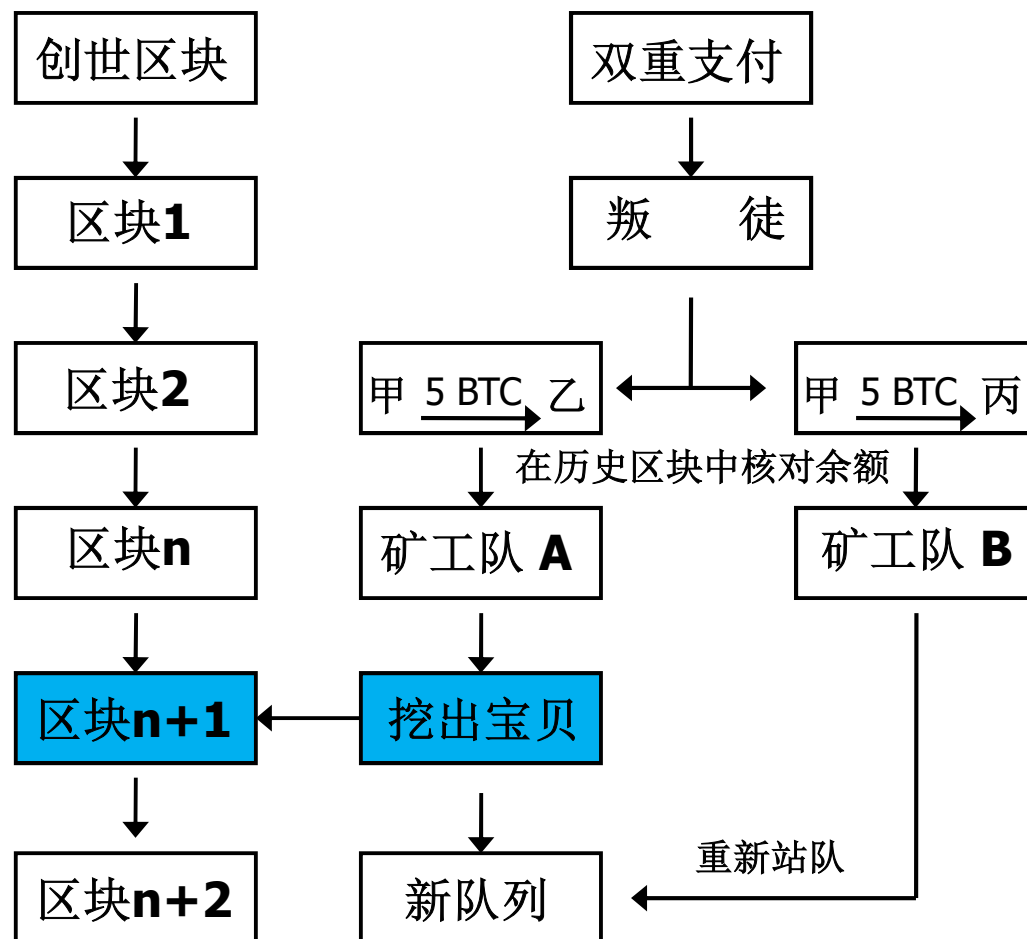 创世区块
双重支付
区块1
叛 徒
区块2
甲 5 BTC 乙
甲 5 BTC 丙
在历史区块中核对余额
区块n
矿工队 A
矿工队 B
区块n+1
挖出宝贝
重新站队
区块n+2
新队列